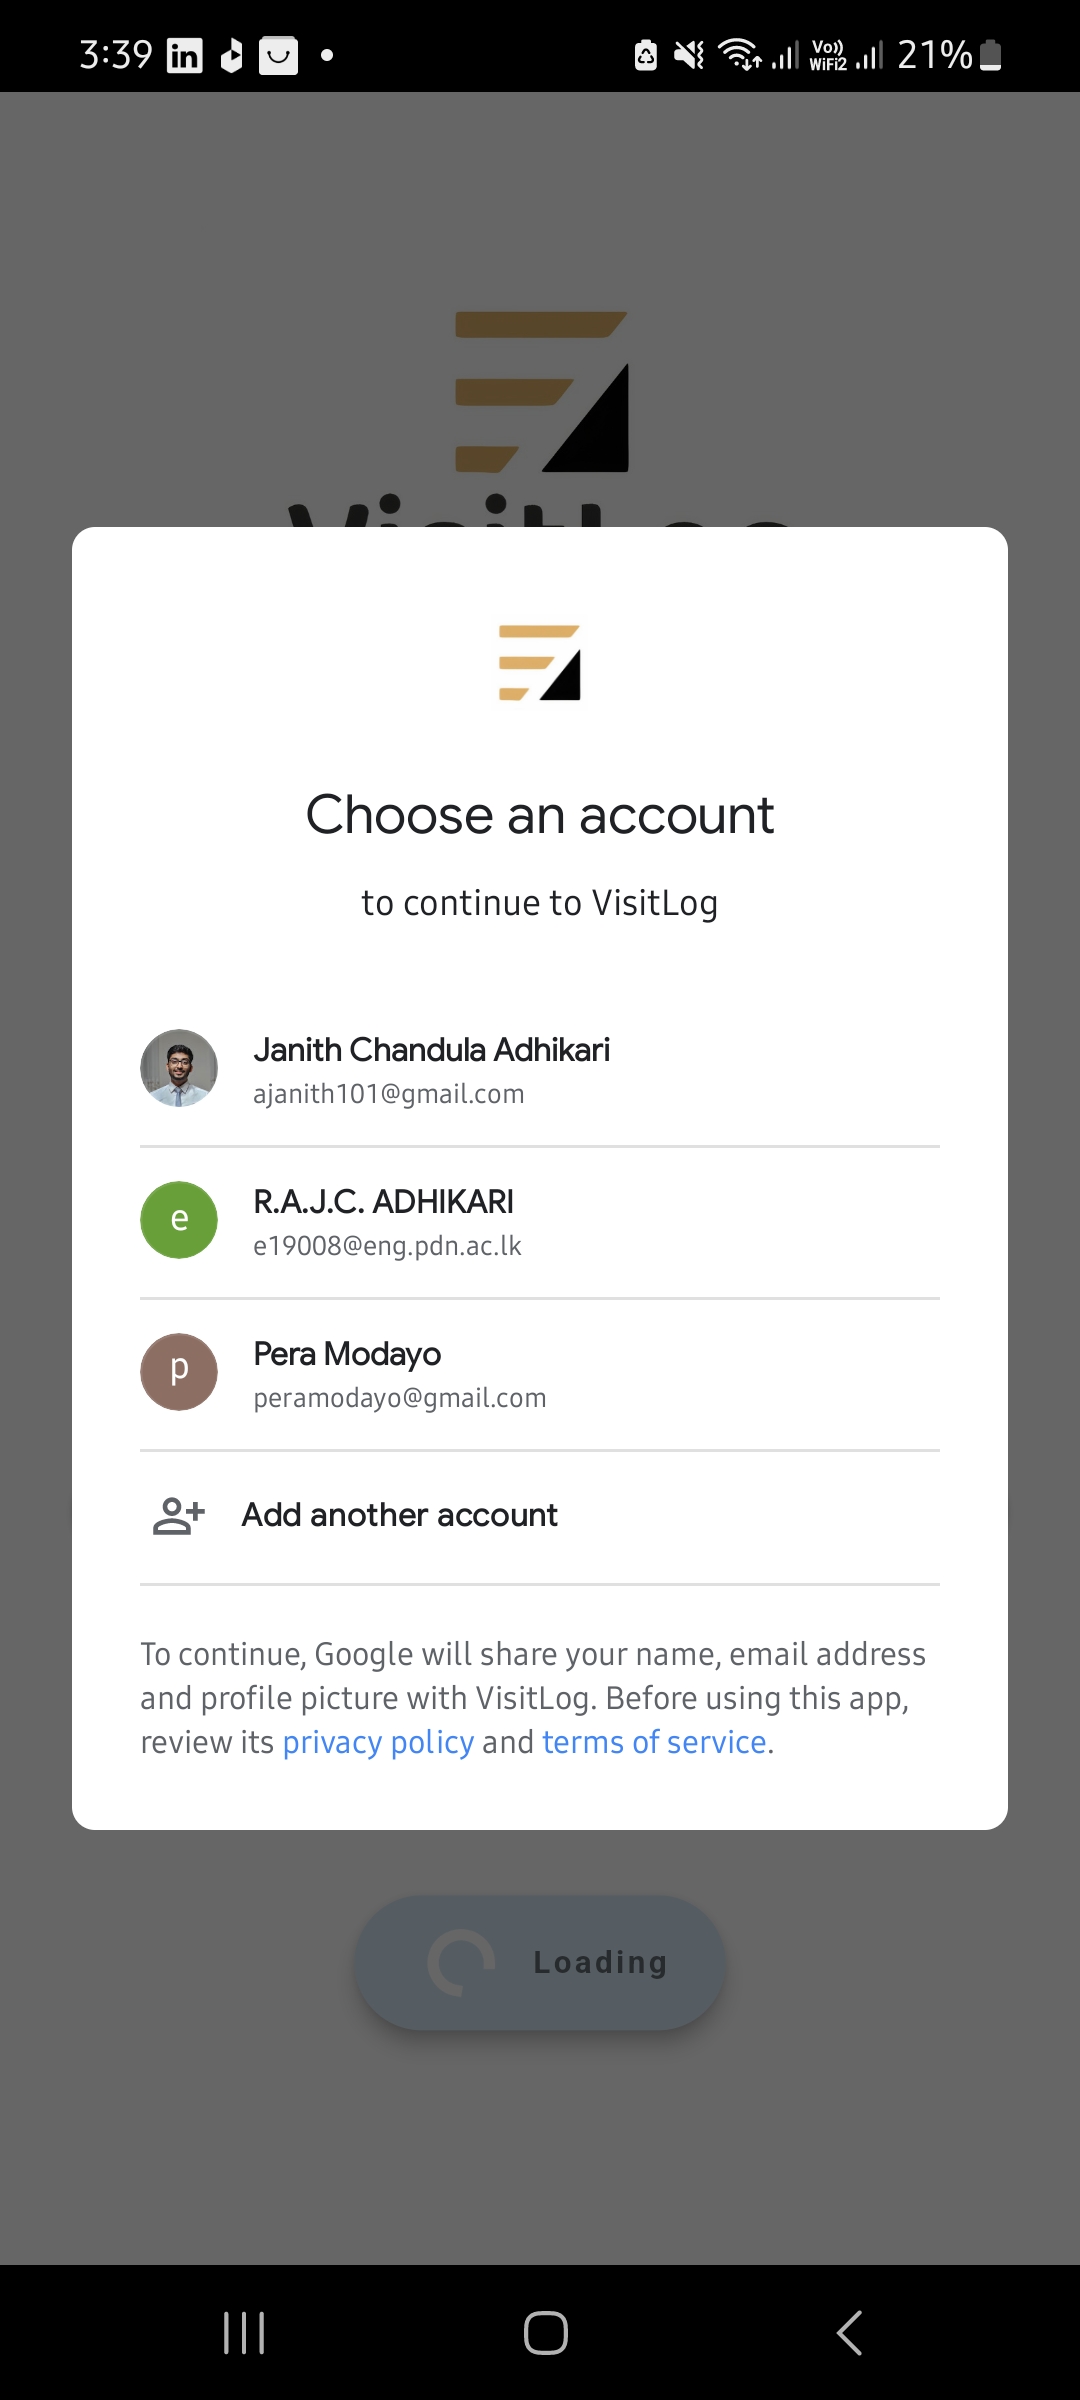 3:39
Vo))
WiFi2
21%
VisitLog
Choose an account
to continue to VisitLog
Janith Chandula Adhikari
ajanith101@gmail.com
e
R.A.J.C. ADHIKARI
e19008@eng.pdn.ac.lk
p
Pera Modayo
peramodayo@gmail.com
Add another account
To continue, Google will share your name, email address
and profile picture with VisitLog. Before using this app,
review its privacy policy and terms of service.
Loading